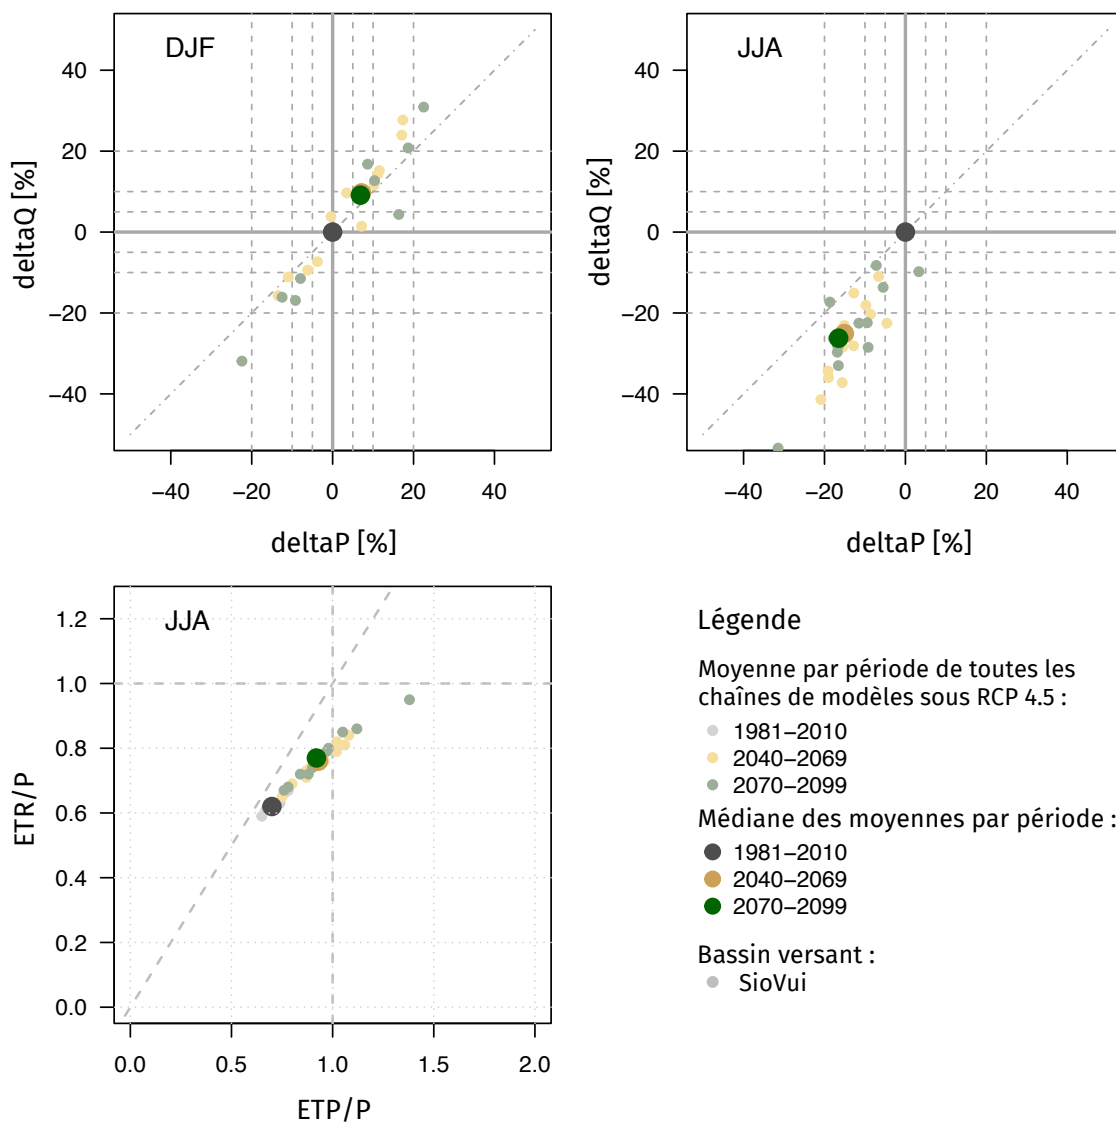 DJF
40
20
0
−20
−40
deltaQ [%]
−40 −20 0 20 40
deltaP [%]
JJA
40
20
0
−20
−40
deltaQ [%]
−40 −20 0 20 40
deltaP [%]
JJA
1.2
1.0
0.8
0.6
0.4
0.2
0.0
ETR/P
0.0 0.5 1.0 1.5 2.0
ETP/P
Légende
Moyenne par période de toutes les
chaînes de modèles sous RCP 4.5 :
1981−2010
2040−2069
2070−2099
Médiane des moyennes par période :
1981−2010
2040−2069
2070−2099
Bassin versant :
SioVui